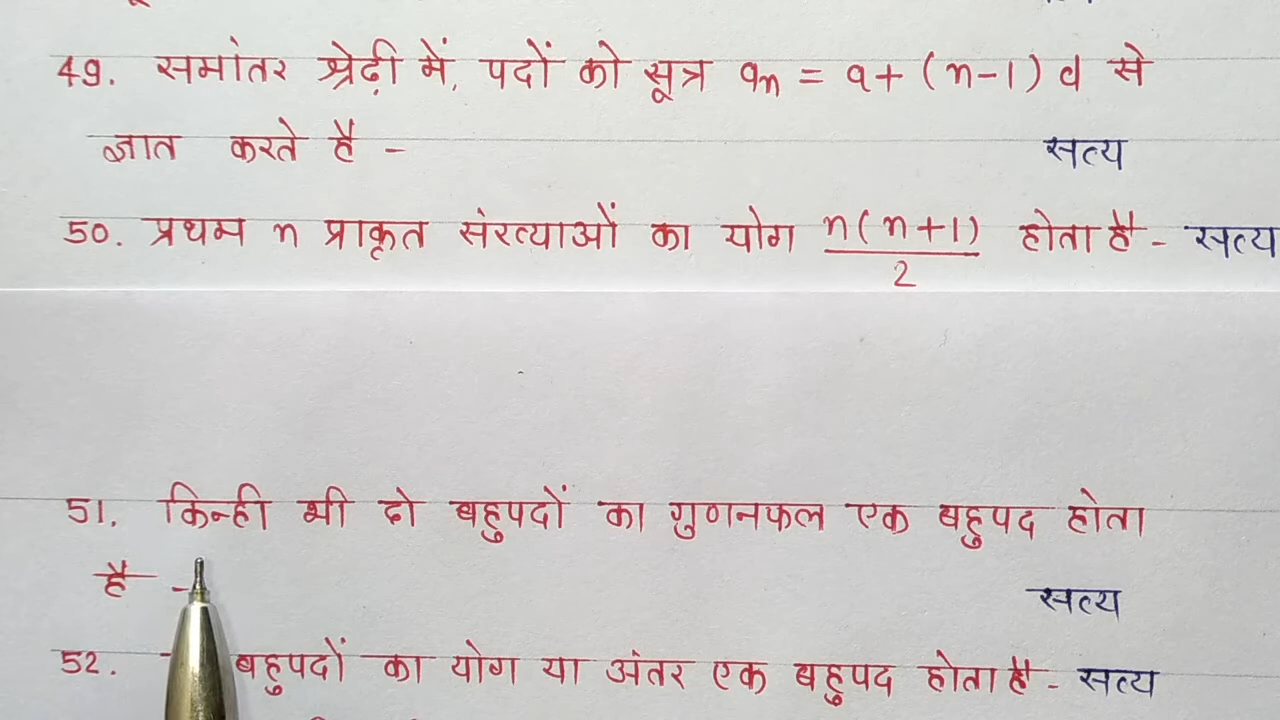 49. समांतर श्रेढ़ी में, पदों को सूत्र an = a + (n-1) d से
ज्ञात करते है - सत्य
50. प्रथम n प्राकृत संख्याओं का योग n(n+1)/2 होता है - सत्य
51. किन्ही भी दो बहुपदों का गुणनफल एक बहुपद होता
है - सत्य
52. बहुपदों का योग या अंतर एक बहुपद होता है - सत्य